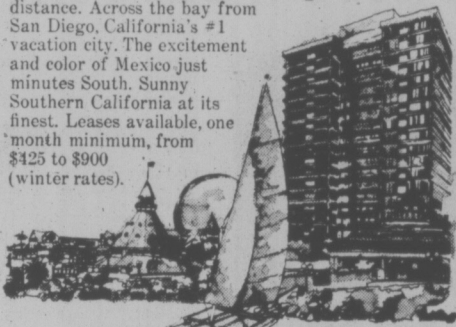 distance. Across the bay from
San Diego, California's #1
vacation city. The excitement
and color of Mexico just
minutes South. Sunny
Southern California at its
finest. Leases available, one
month minimum, from
$425 to $900
(winter rates).